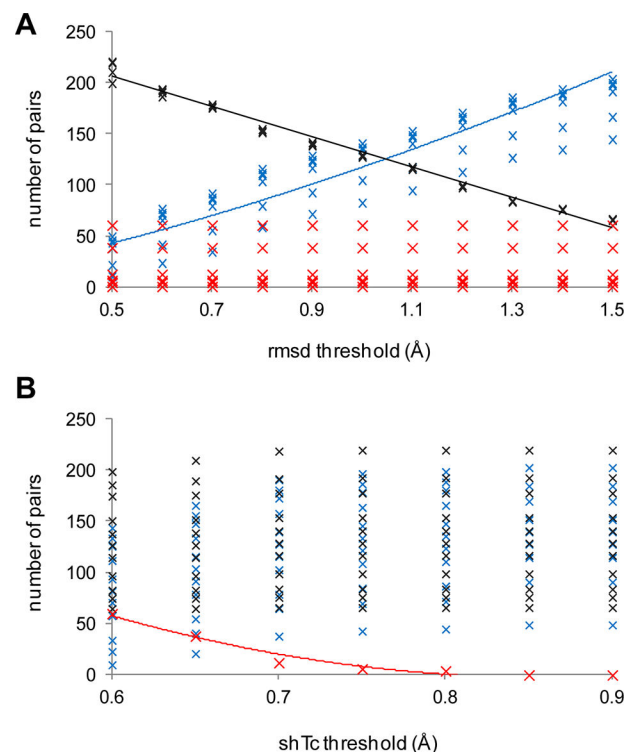 A
number of pairs
250
200
150
100
50
0
0.5 0.7 0.9 1.1 1.3 1.5
rmsd threshold (Å)
B
number of pairs
250
200
150
100
50
0
0.6 0.7 0.8 0.9
shTc threshold (Å)